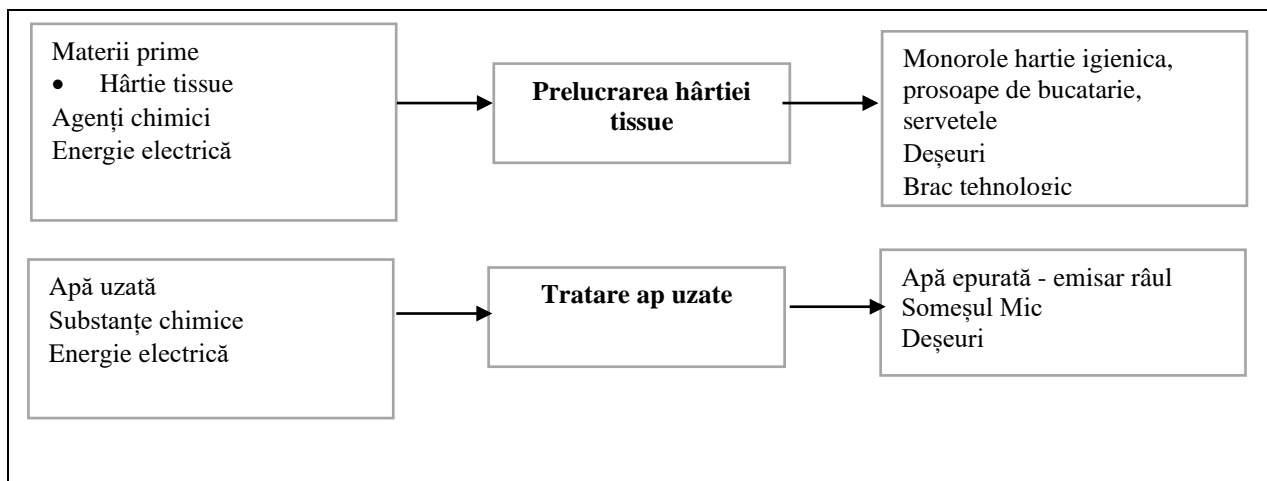 Materii prime
• Hârtie tissue
Agenți chimici
Energie electrică
Prelucrarea hârtiei
tissue
Monorole hartie igienica,
prosoape de bucatarie,
servetele
Deșeuri
Brac tehnologic
Apă uzată
Substanțe chimice
Energie electrică
Tratare ap uzate
Apă epurată - emisar râul
Someșul Mic
Deșeuri